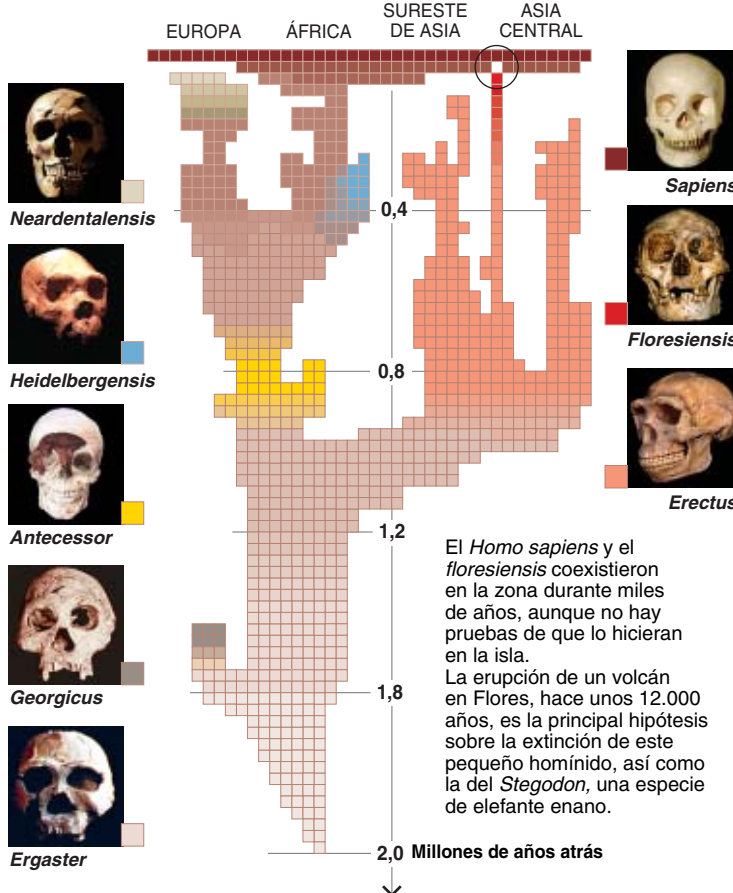 EUROPA
ÁFRICA
SURESTE
DE ASIA
ASIA
CENTRAL
Neardentalensis
Heidelbergensis
Antecessor
Georgicus
Ergaster
Sapiens
Floresiensis
Erectus
0,4
0,8
1,2
1,8
2,0 Millones de años atrás
El Homo sapiens y el
floresiensis coexistieron
en la zona durante miles
de años, aunque no hay
pruebas de que lo hicieran
en la isla.
La erupción de un volcán
en Flores, hace unos 12.000
años, es la principal hipótesis
sobre la extinción de este
pequeño homínido, así como
la del Stegodon, una especie
de elefante enano.